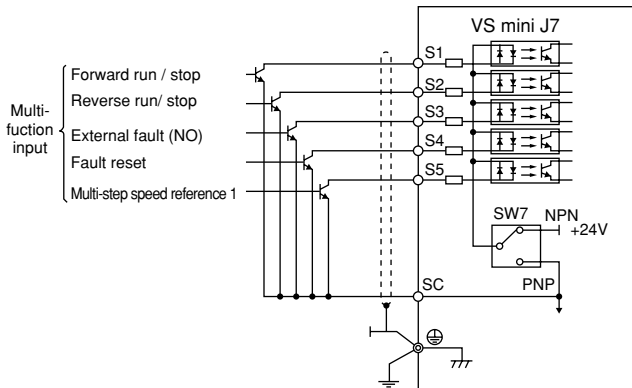 VS mini J7
S1
Forward run / stop
S2
Reverse run/ stop
Multi-
fuction
input
S3
External fault (NO)
S4
Fault reset
S5
Multi-step speed reference 1
SW7
NPN
+24V
SC
PNP